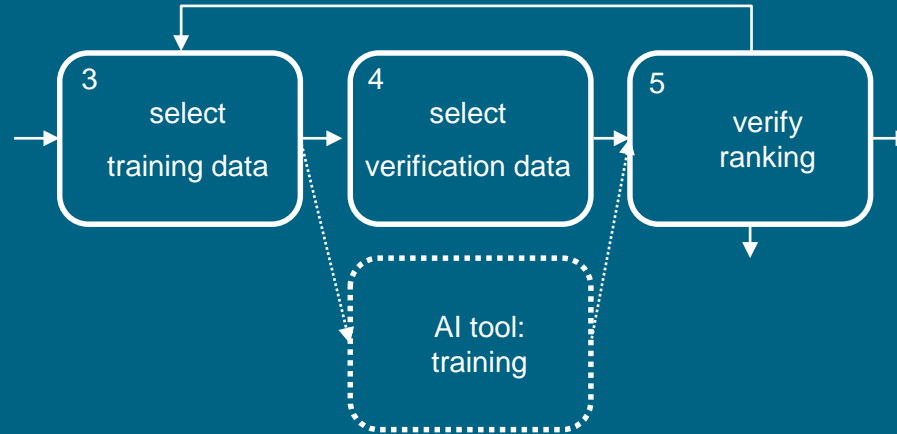 3
select
training data
4
select
verification data
5
verify
ranking
AI tool:
training